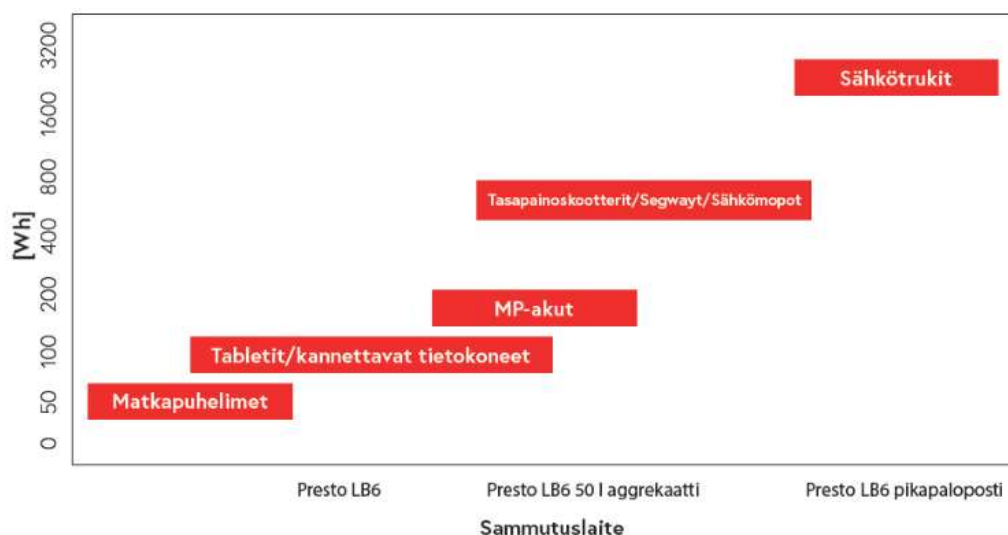 3200
Sähkötrukit
1600
800
Tasapainoskootterit/Segwayt/Sähkömopot
[Wh]
400
200
MP-akut
100
Tabletit/kannettavat tietokoneet
50
Matkapuhelimet
0
Presto LB6
Presto LB6 50 l aggrekaatti
Presto LB6 pikapaloposti
Sammutuslaite